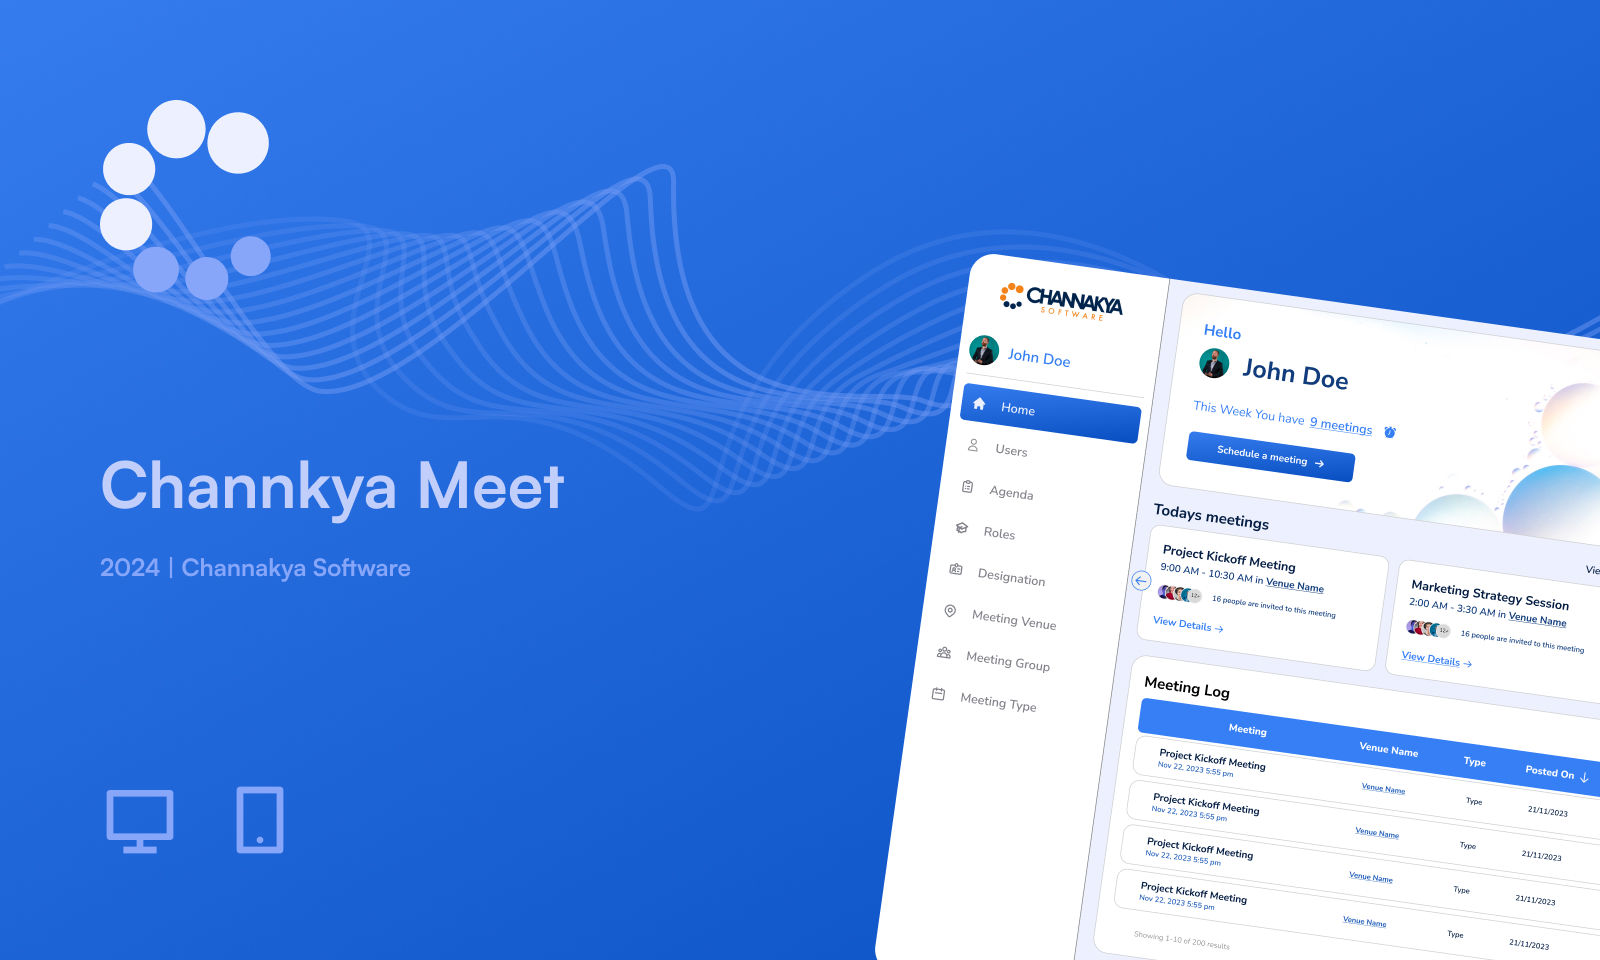 Channkya Meet
2024 | Channakya Software
CHANNAKYA
SOFTWARE
John Doe
Home
Users
Agenda
Roles
Designation
Meeting Venue
Meeting Group
Meeting Type
Hello
John Doe
This Week You have 9 meetings
Schedule a meeting
Todays meetings
Project Kickoff Meeting
9:00 AM - 10:30 AM in Venue Name
12+
16 people are invited to this meeting
View Details
Marketing Strategy Session
2:00 AM - 3:30 AM in Venue Name
12+
16 people are invited to this meeting
View Details
Meeting Log
Meeting Venue Name Type Posted On
Project Kickoff Meeting
Nov 22, 2023 5:55 pm
Venue Name Type 21/11/2023
Project Kickoff Meeting
Nov 22, 2023 5:55 pm
Venue Name Type 21/11/2023
Project Kickoff Meeting
Nov 22, 2023 5:55 pm
Venue Name Type 21/11/2023
Project Kickoff Meeting
Nov 22, 2023 5:55 pm
Venue Name Type 21/11/2023
Showing 1-10 of 200 results